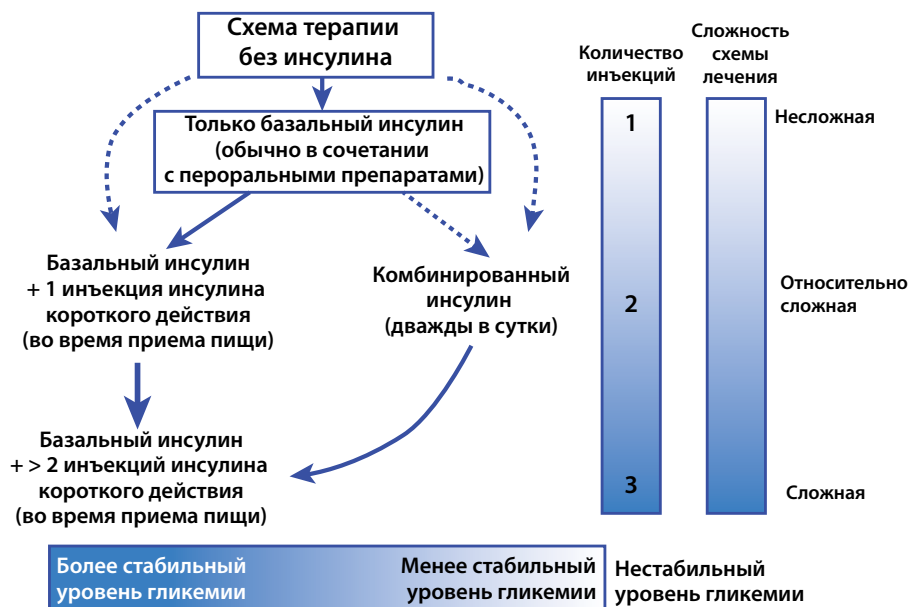 Схема терапии
без инсулина
Количество
инъекций
Сложность
схемы
лечения
Только базальный инсулин
(обычно в сочетании
с пероральными препаратами)
1
Несложная
Базальный инсулин
+ 1 инъекция инсулина
короткого действия
(во время приема пищи)
Комбинированный
инсулин
(дважды в сутки)
2
Относительно
сложная
Базальный инсулин
+ > 2 инъекций инсулина
короткого действия
(во время приема пищи)
3
Сложная
Более стабильный
уровень гликемии
Менее стабильный
уровень гликемии
Нестабильный
уровень гликемии